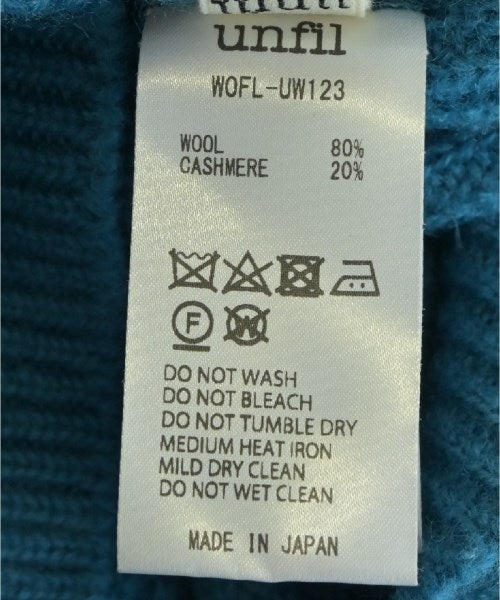 unfil
WOFL-UW123
WOOL 80%
CASHMERE 20%
F W
DO NOT WASH
DO NOT BLEACH
DO NOT TUMBLE DRY
MEDIUM HEAT IRON
MILD DRY CLEAN
DO NOT WET CLEAN
MADE IN JAPAN